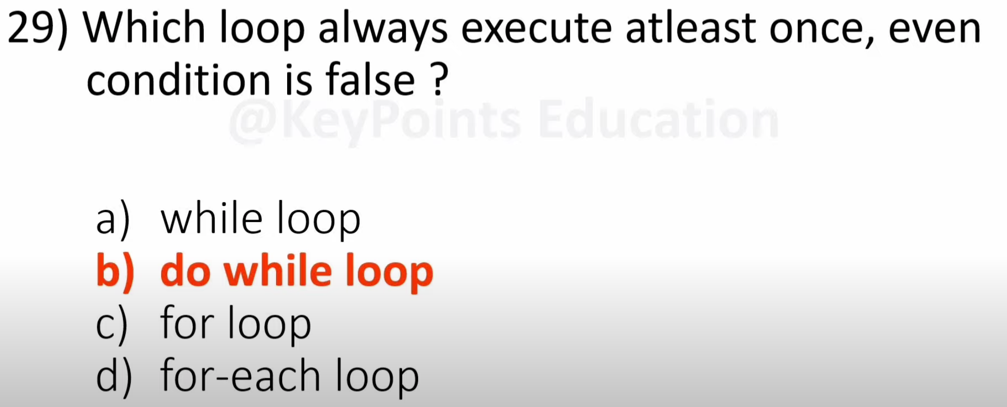 29) Which loop always execute atleast once, even
condition is false ?
@KeyPoints Education
a) while loop
b) do while loop
c) for loop
d) for-each loop